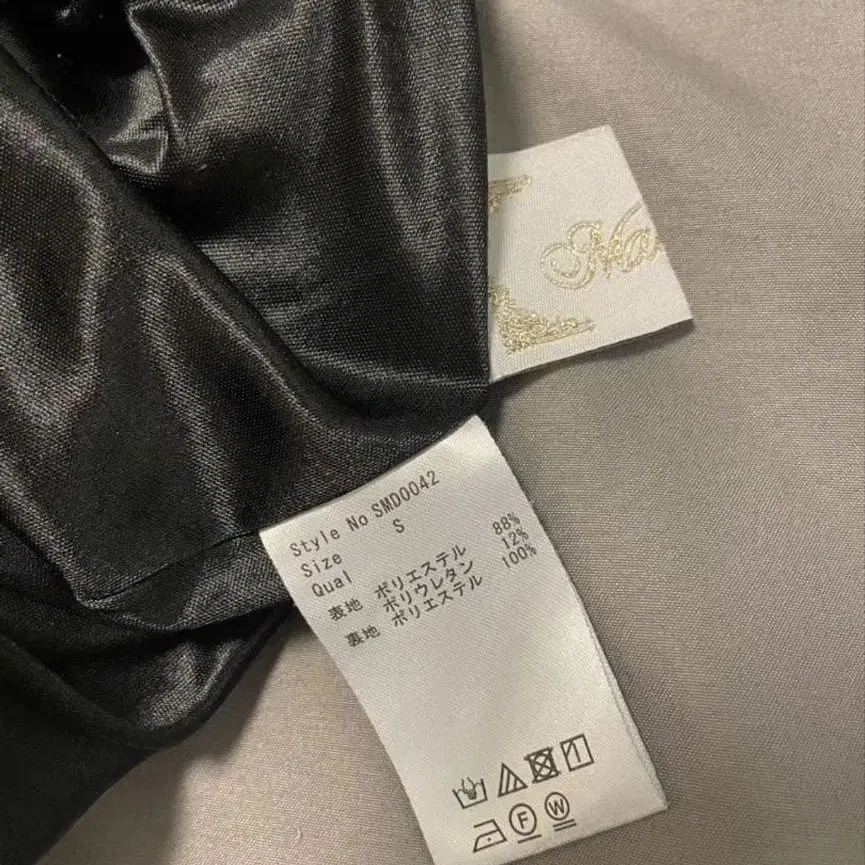 Style No SMD0042
Size S
Qual
表地 ポリエステル 88%
ポリウレタン 12%
裏地 ポリエステル 100%
F W